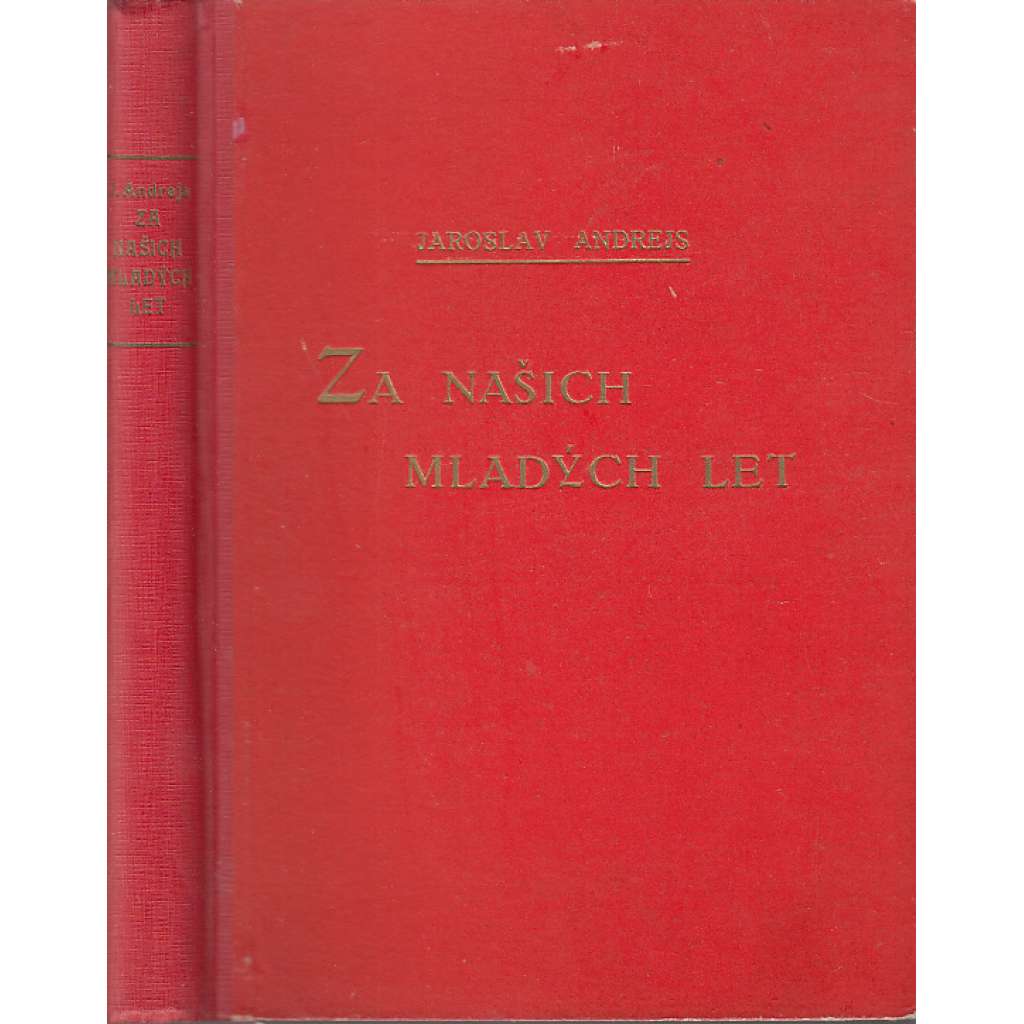 JAROSLAV ANDREJS
ZA NAŠICH
MLADÝCH LET
J. Andrejs
ZA
NAŠICH
MLADÝCH
LET